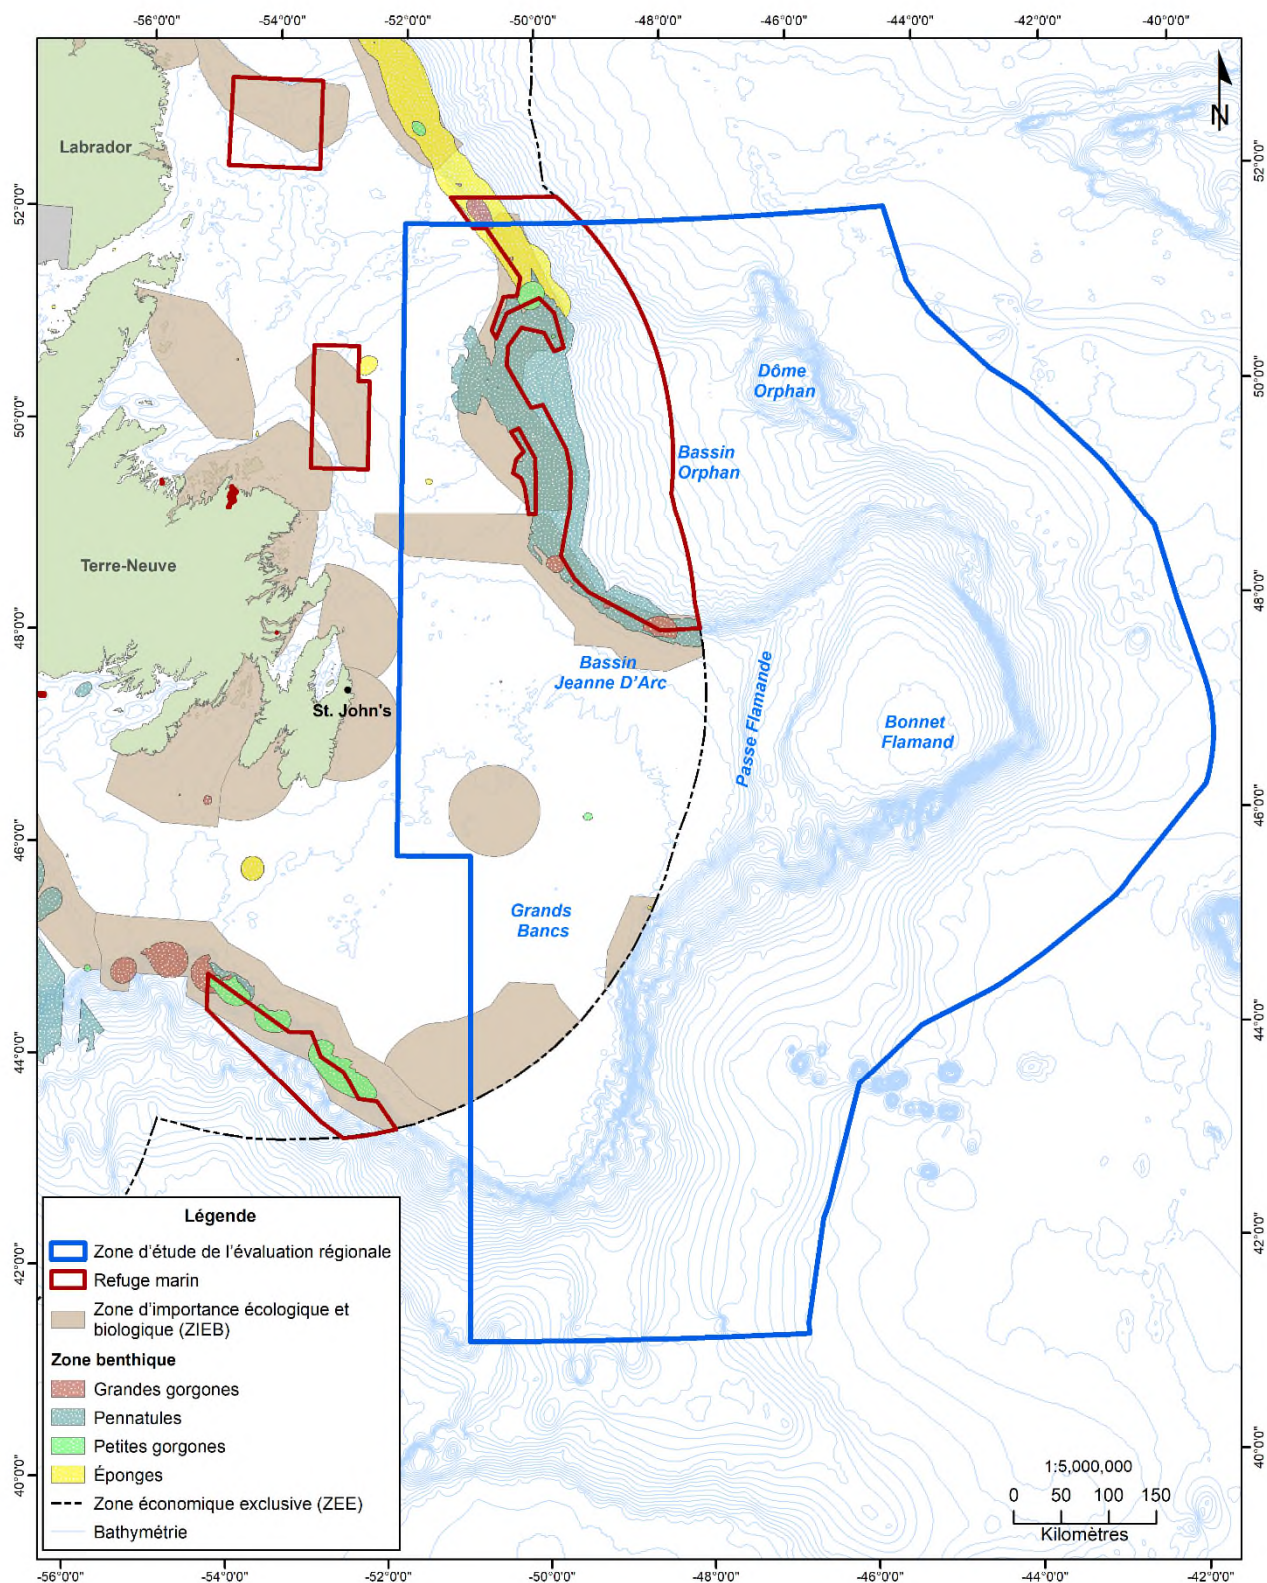 -56°0'0" -54°0'0" -52°0'0" -50°0'0" -48°0'0" -46°0'0" -44°0'0" -42°0'0" -40°0'0"
N
Labrador
52°0'0" 52°0'0"
Dôme
Orphan
50°0'0" 50°0'0"
Bassin
Orphan
Terre-Neuve
48°0'0" 48°0'0"
Bassin
Jeanne D'Arc
Passe Flamande
St. John's
Bonnet
Flamand
46°0'0" 46°0'0"
Grands
Bancs
44°0'0" 44°0'0"
Légende
Zone d'étude de l'évaluation régionale
Refuge marin
Zone d'importance écologique et
biologique (ZIEB)
Zone benthique
Grandes gorgones
Pennatules
Petites gorgones
Éponges
Zone économique exclusive (ZEE)
Bathymétrie
42°0'0" 42°0'0"
40°0'0" 40°0'0"
1:5,000,000
0 50 100 150
Kilomètres
-56°0'0" -54°0'0" -52°0'0" -50°0'0" -48°0'0" -46°0'0" -44°0'0" -42°0'0"